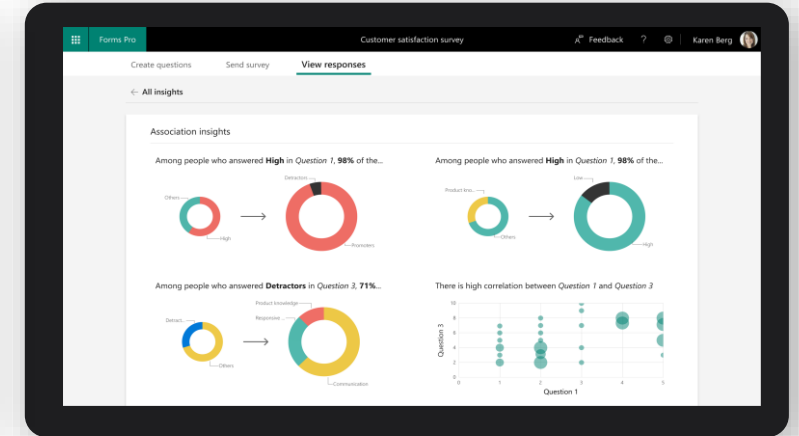 Forms Pro
Customer satisfaction survey
Feedback
?
Karen Berg
Create questions
Send survey
View responses
← All insights
Association insights
Among people who answered High in Question 1, 98% of the...
Others
High
Detractors
Promoters
Among people who answered High in Question 1, 98% of the...
Product kno...
Others
Low
High
Among people who answered Detractors in Question 3, 71%...
Detract...
Others
Product knowledge
Responsive ...
Communication
There is high correlation between Question 1 and Question 3
Question 3
10
8
6
4
2
0
0 1 2 3 4 5
Question 1